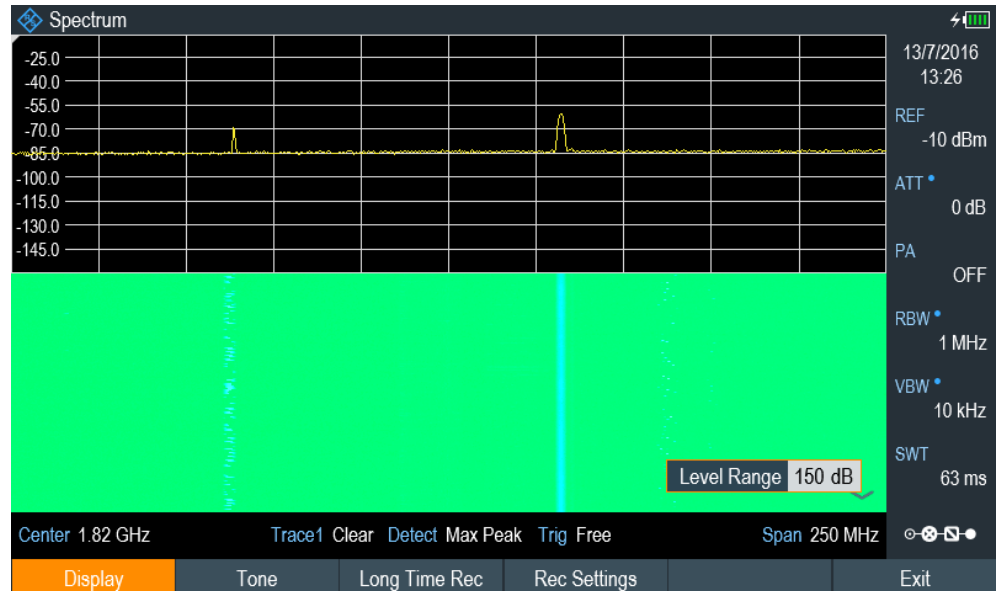 Spectrum
-25.0
-40.0
-55.0
-70.0
-85.0
-100.0
-115.0
-130.0
-145.0
13/7/2016
13:26
REF
-10 dBm
ATT
0 dB
PA
OFF
RBW
1 MHz
VBW
10 kHz
SWT
63 ms
Level Range 150 dB
Center 1.82 GHz Trace1 Clear Detect Max Peak Trig Free Span 250 MHz
Display Tone Long Time Rec Rec Settings Exit